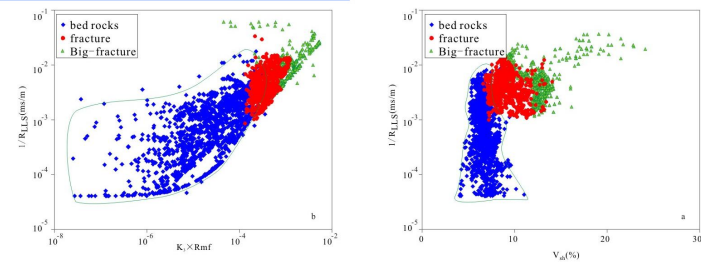 bed rocks
fracture
Big-fracture
10⁻¹
10⁻²
10⁻³
10⁻⁴
10⁻⁵
1/R_LLS(ms/m)
10⁻⁸
10⁻⁶
10⁻⁴
10⁻²
b
bed rocks
fracture
Big-fracture
10⁻¹
10⁻²
10⁻³
10⁻⁴
10⁻⁵
1/R_LLS(ms/m)
0
10
20
30
a
V_sh(%)